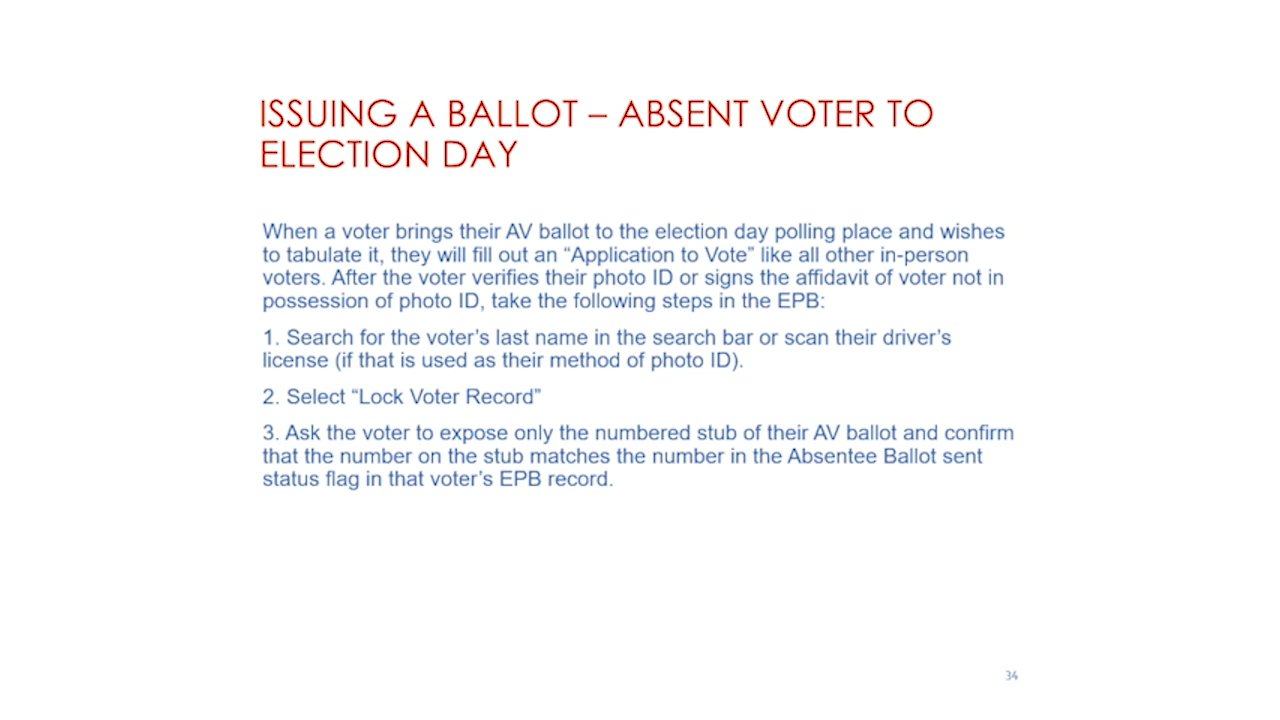 ISSUING A BALLOT – ABSENT VOTER TO
ELECTION DAY
When a voter brings their AV ballot to the election day polling place and wishes
to tabulate it, they will fill out an “Application to Vote” like all other in-person
voters. After the voter verifies their photo ID or signs the affidavit of voter not in
possession of photo ID, take the following steps in the EPB:
1. Search for the voter’s last name in the search bar or scan their driver’s
license (if that is used as their method of photo ID).
2. Select “Lock Voter Record”
3. Ask the voter to expose only the numbered stub of their AV ballot and confirm
that the number on the stub matches the number in the Absentee Ballot sent
status flag in that voter’s EPB record.
34